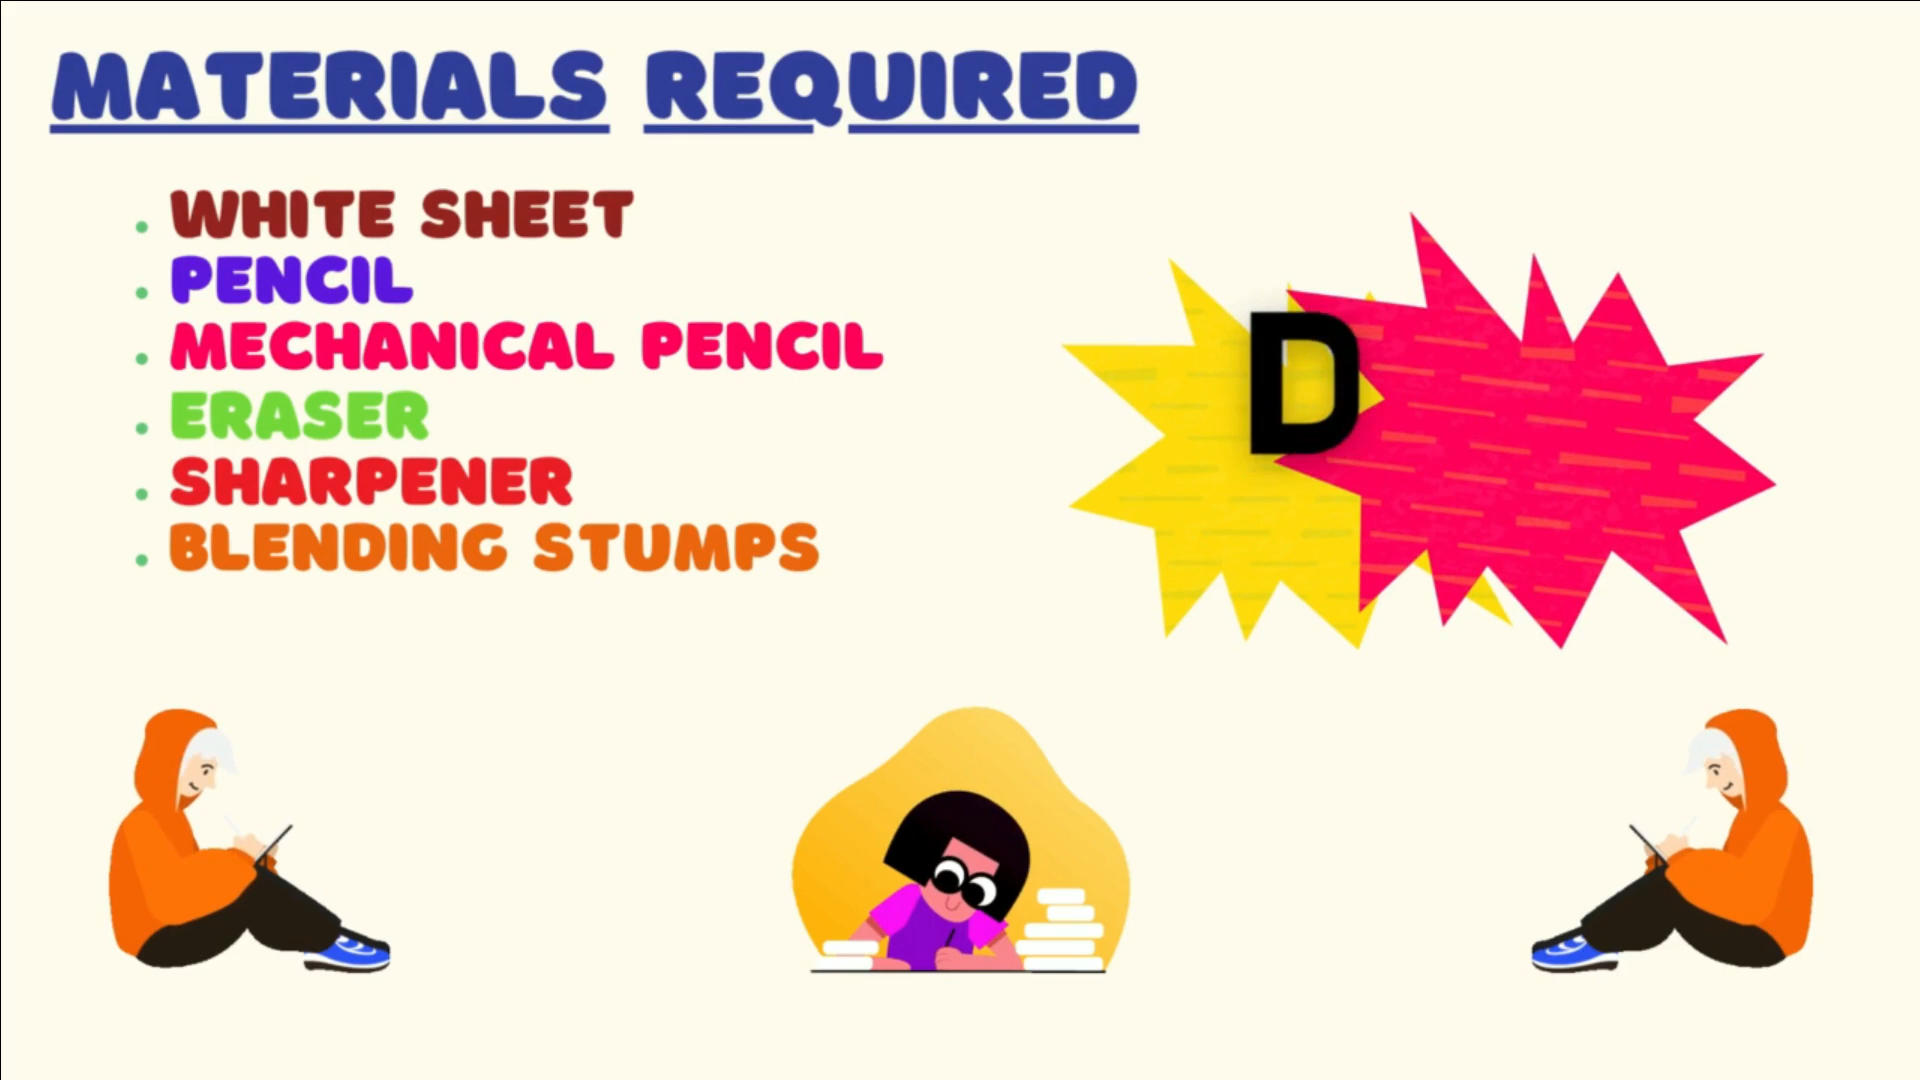 MATERIALS REQUIRED
WHITE SHEET
PENCIL
MECHANICAL PENCIL
ERASER
SHARPENER
BLENDING STUMPS
D